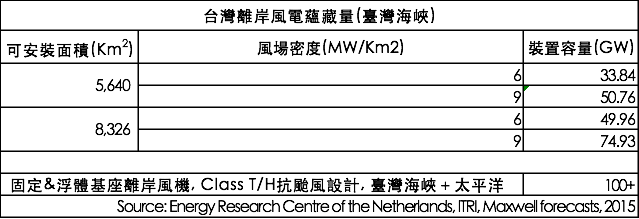 台灣離岸風電蘊藏量(臺灣海峽)
可安裝面積(Km²) 風場密度(MW/Km2) 裝置容量(GW)
5,640 6 33.84
9 50.76
8,326 6 49.96
9 74.93
固定&浮體基座離岸風機, Class T/H抗颱風設計, 臺灣海峽+太平洋 100+
Source: Energy Research Centre of the Netherlands, ITRI, Maxwell forecasts, 2015